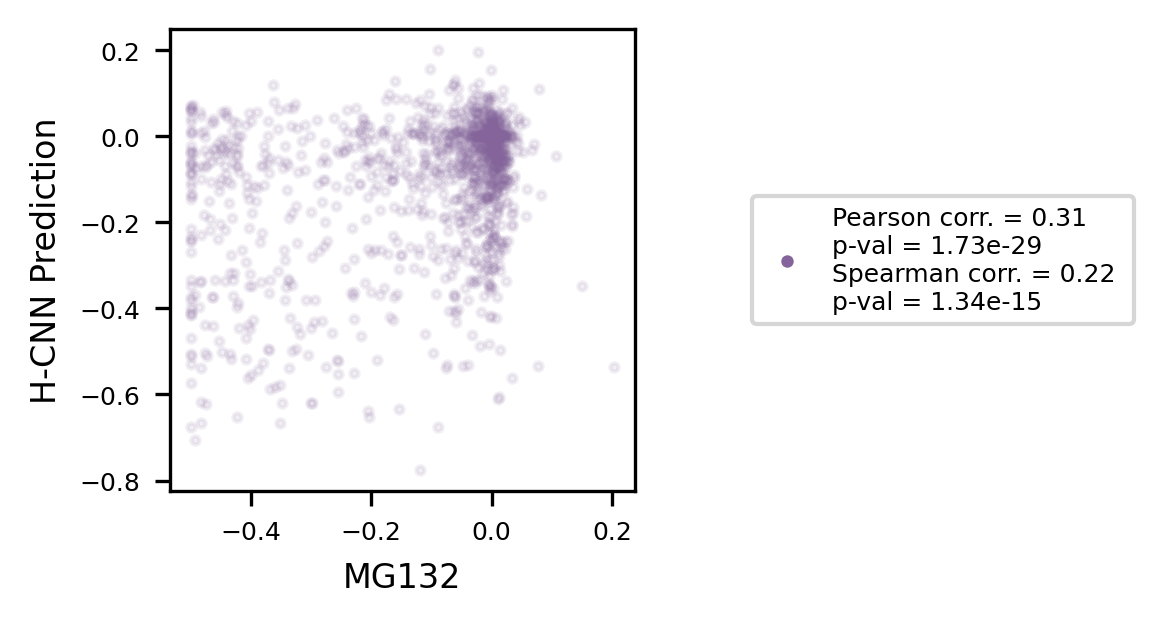 H-CNN Prediction
0.2
0.0
−0.2
−0.4
−0.6
−0.8
−0.4
−0.2
0.0
0.2
MG132
Pearson corr. = 0.31
p-val = 1.73e-29
Spearman corr. = 0.22
p-val = 1.34e-15